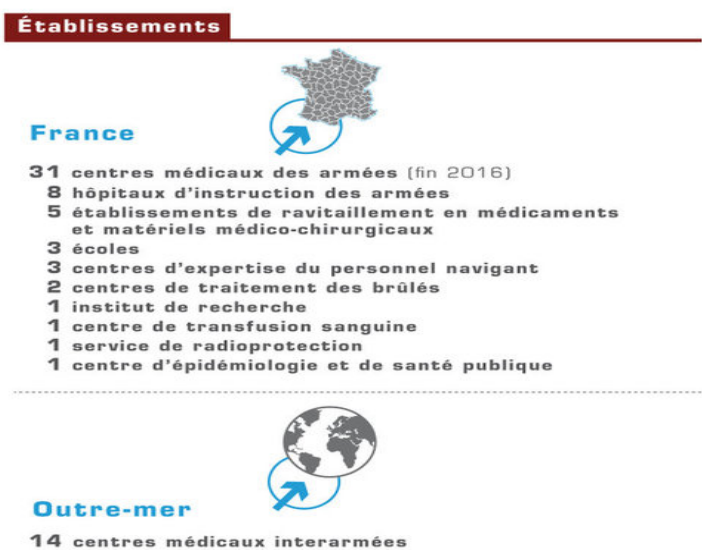 Établissements
France
31 centres médicaux des armées (fin 2016)
8 hôpitaux d'instruction des armées
5 établissements de ravitaillement en médicaments
et matériels médico-chirurgicaux
3 écoles
3 centres d'expertise du personnel navigant
2 centres de traitement des brûlés
1 institut de recherche
1 centre de transfusion sanguine
1 service de radioprotection
1 centre d'épidémiologie et de santé publique
Outre-mer
14 centres médicaux interarmées